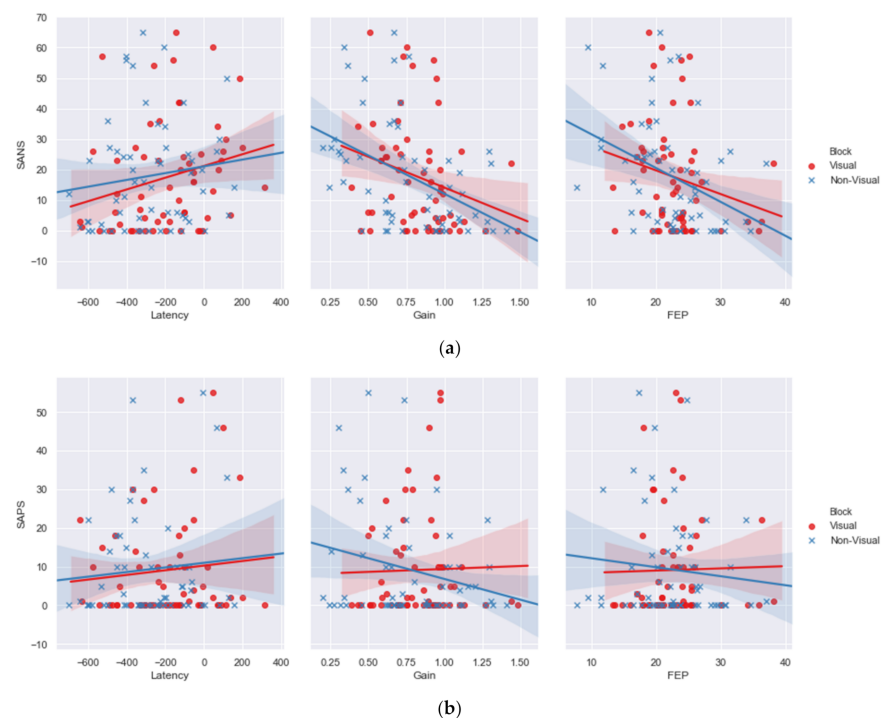 70
60
50
40
30
20
10
0
−10
SANS
−600 −400 −200 0 200 400
Latency
0.25 0.50 0.75 1.00 1.25 1.50
Gain
10 20 30 40
FEP
Block
Visual
Non-Visual
(a)
50
40
30
20
10
0
−10
SAPS
−600 −400 −200 0 200 400
Latency
0.25 0.50 0.75 1.00 1.25 1.50
Gain
10 20 30 40
FEP
Block
Visual
Non-Visual
(b)